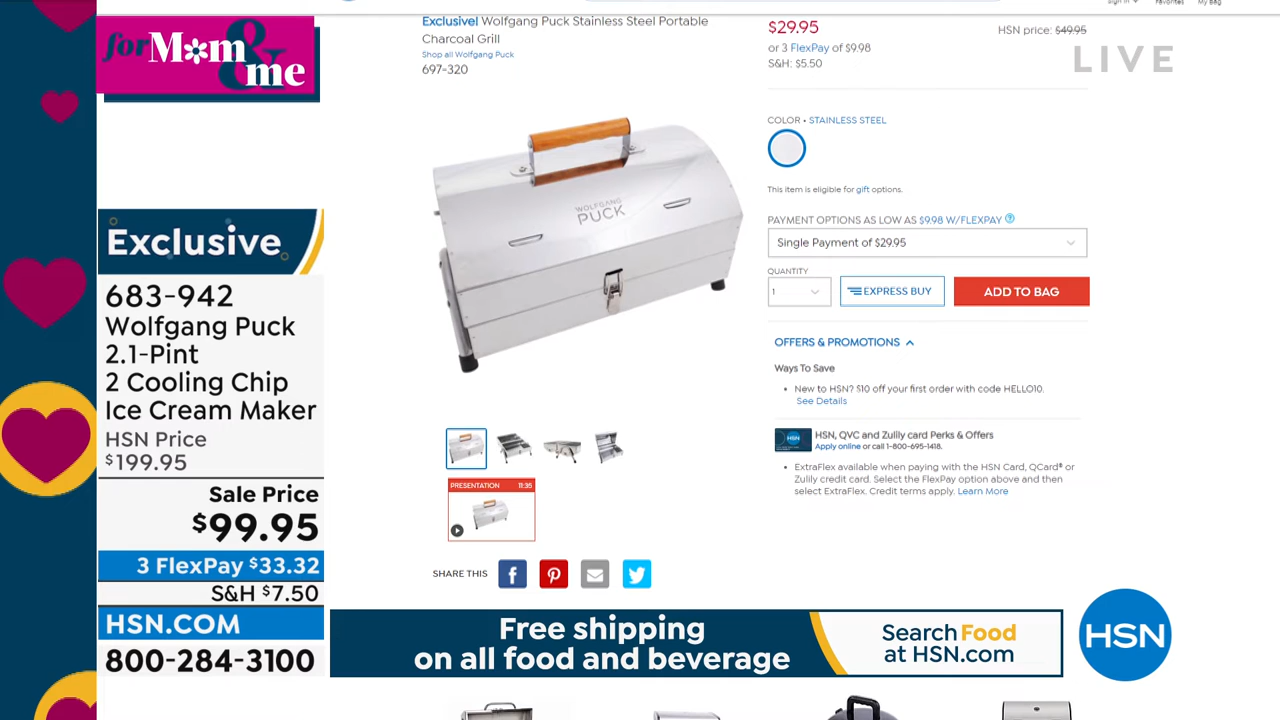 for Mom
& me
Exclusive
683-942
Wolfgang Puck
2.1-Pint
2 Cooling Chip
Ice Cream Maker
HSN Price
$199.95
Sale Price
$99.95
3 FlexPay $33.32
S&H $7.50
HSN.COM
800-284-3100
Sign in
Favorites
My Bag
Exclusive! Wolfgang Puck Stainless Steel Portable
Charcoal Grill
Shop all Wolfgang Puck
697-320
WOLFGANG
PUCK
PRESENTATION 11:35
SHARE THIS
$29.95
HSN price: $49.95
or 3 FlexPay of $9.98
S&H: $5.50
LIVE
COLOR • STAINLESS STEEL
This item is eligible for gift options.
PAYMENT OPTIONS AS LOW AS $9.98 W/FLEXPAY ?
Single Payment of $29.95
QUANTITY
1
EXPRESS BUY
ADD TO BAG
OFFERS & PROMOTIONS
Ways To Save
• New to HSN? $10 off your first order with code HELLO10.
See Details
HSN
HSN, QVC and Zulily card Perks & Offers
Apply online or call 1-800-695-1418.
• ExtraFlex available when paying with the HSN Card, QCard® or
Zulily credit card. Select the FlexPay option above and then
select ExtraFlex. Credit terms apply. Learn More
Free shipping
on all food and beverage
Search Food
at HSN.com
HSN